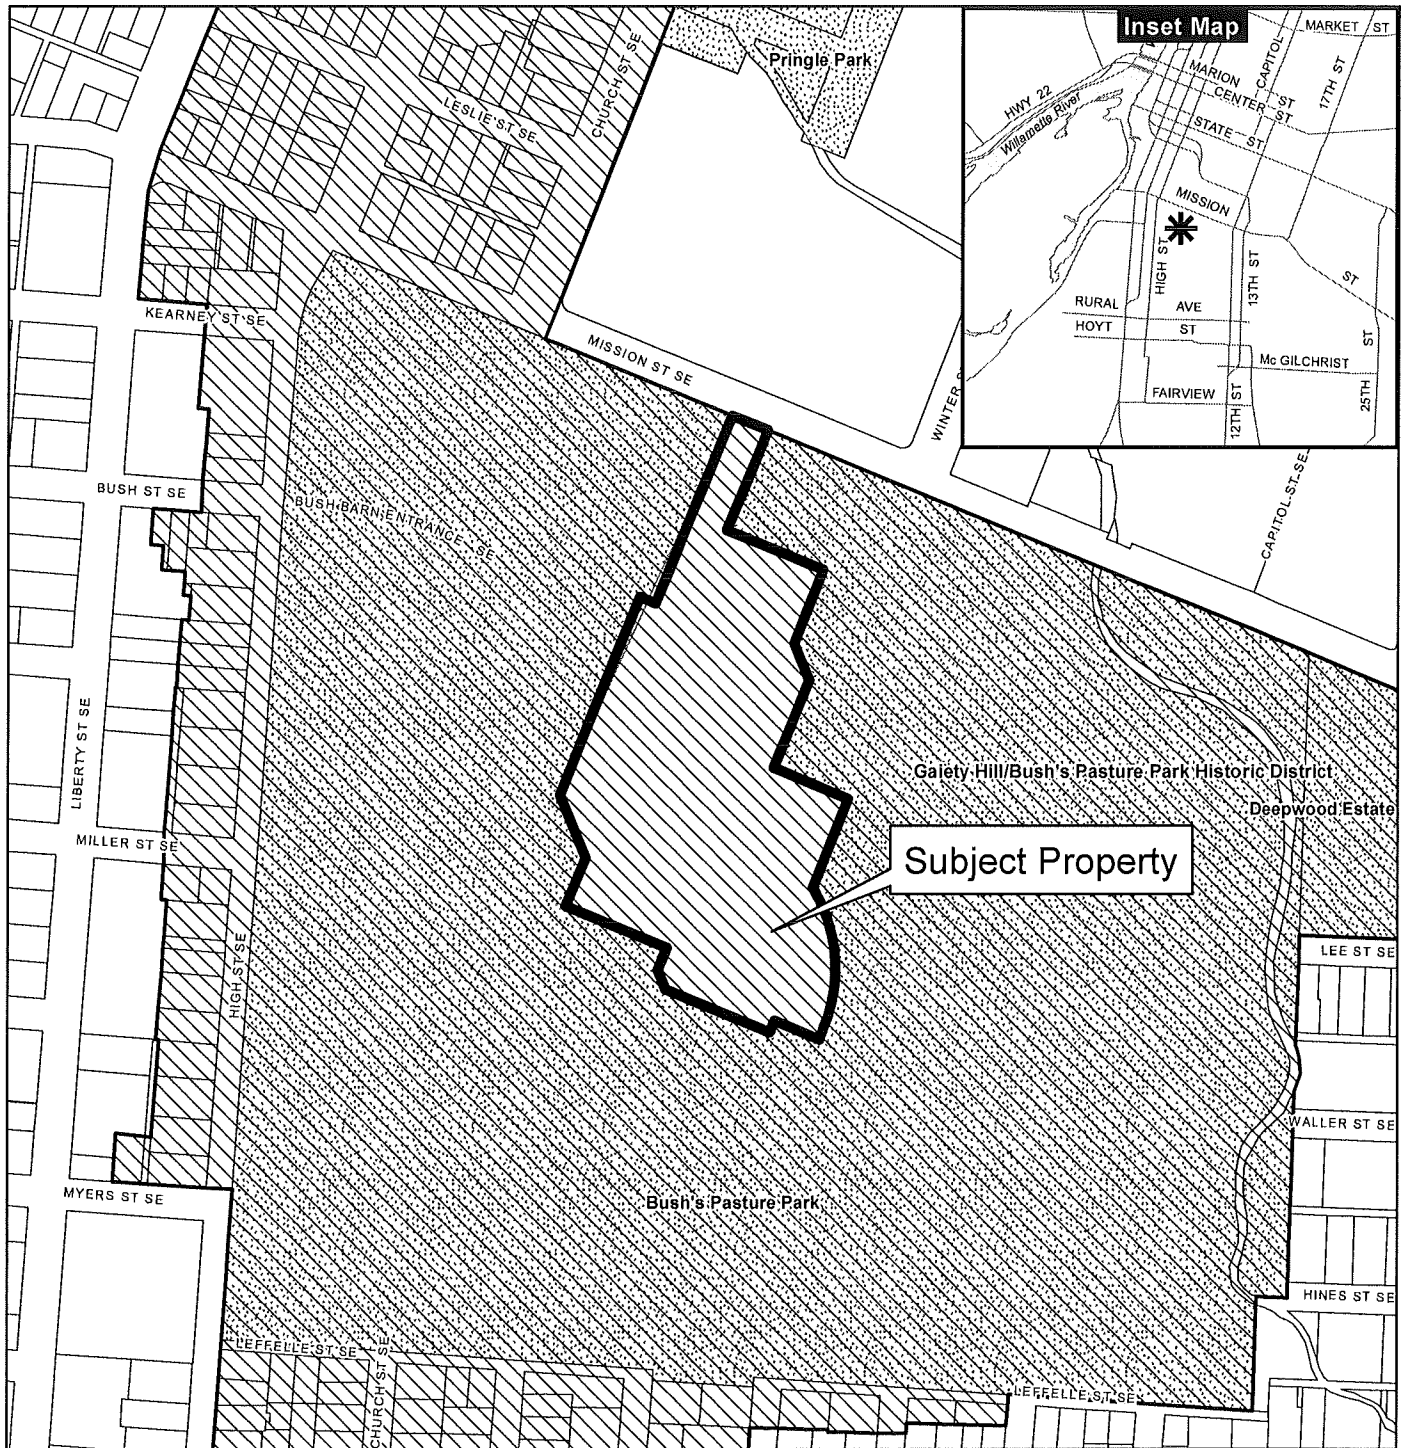 Inset Map
MARKET ST
CAPITOL
17TH ST
MARION ST
CENTER ST
HWY 22
Willamette River
STATE ST
MISSION ST
HIGH ST
13TH ST
RURAL AVE
HOYT ST
Mc GILCHRIST
FAIRVIEW
12TH ST
25TH ST
Pringle Park
LESLIE ST SE
CHURCH ST SE
KEARNEY ST SE
MISSION ST SE
WINTER
BUSH ST SE
BUSH BARN ENTRANCE SE
CAPITOL ST SE
LIBERTY ST SE
Gaiety Hill/Bush's Pasture Park Historic District
Deepwood Estate
MILLER ST SE
Subject Property
HIGH ST SE
LEE ST SE
WALLER ST SE
MYERS ST SE
Bush's Pasture Park
HINES ST SE
LEFFELLE ST SE
CHURCH ST SE
LEFFELLE ST SE